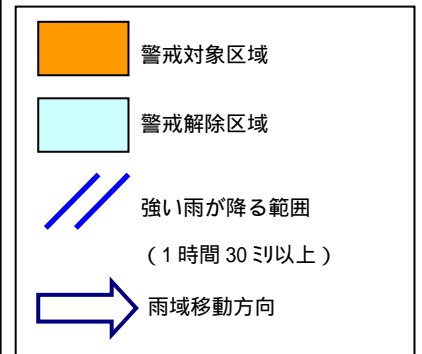 警戒対象区域
警戒解除区域
強い雨が降る範囲
（1時間30ミリ以上）
雨域移動方向